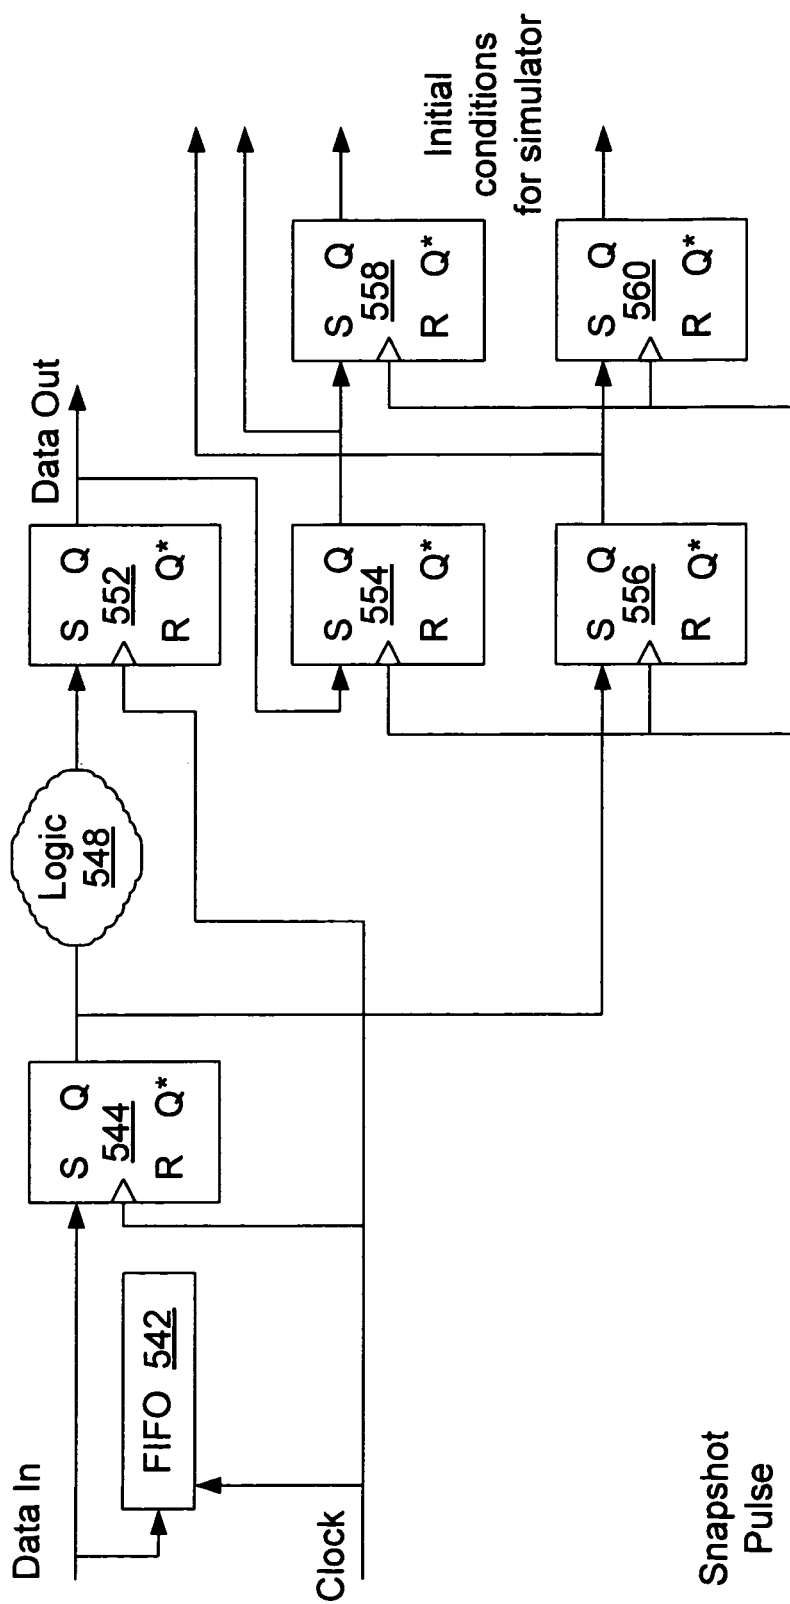 Data In
FIFO 542
Clock
S Q
544
R Q*
Logic
548
Data Out
S Q
552
R Q*
S Q
554
R Q*
S Q
556
R Q*
S Q
558
R Q*
S Q
560
R Q*
Initial
conditions
for simulator
Snapshot
Pulse